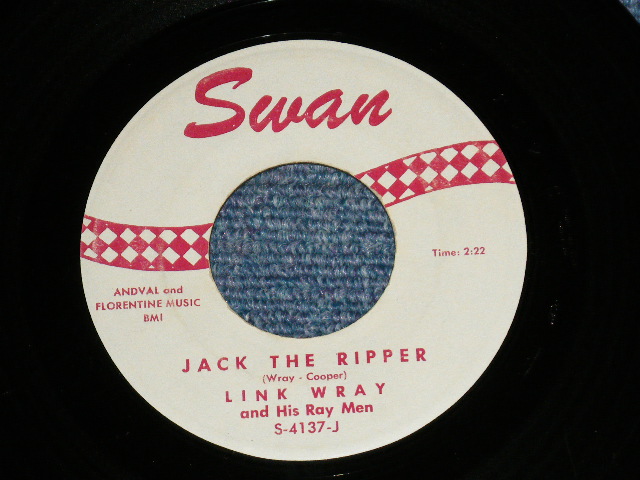 Swan
Time: 2:22
ANDVAL and
FLORENTINE MUSIC
BMI
JACK THE RIPPER
(Wray - Cooper)
LINK WRAY
and His Ray Men
S-4137-J